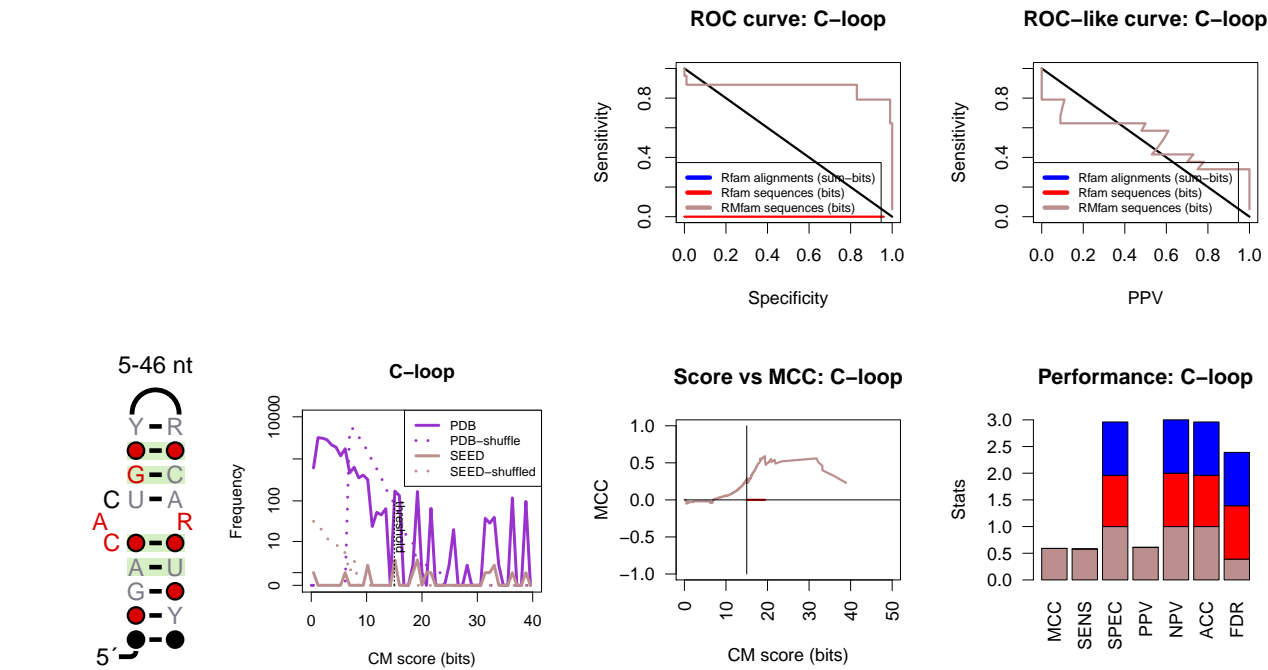 ROC curve: C−loop
Sensitivity
0.0 0.4 0.8
Rfam alignments (sum−bits)
Rfam sequences (bits)
RMfam sequences (bits)
0.0 0.2 0.4 0.6 0.8 1.0
Specificity
ROC−like curve: C−loop
Sensitivity
0.0 0.4 0.8
Rfam alignments (sum−bits)
Rfam sequences (bits)
RMfam sequences (bits)
0.0 0.2 0.4 0.6 0.8 1.0
PPV
5-46 nt
Y R
G C
C U A
A R
C
A U
G
Y
5´
C−loop
Frequency
0 10 100 10000
PDB
PDB−shuffle
SEED
SEED−shuffled
threshold
0 10 20 30 40
CM score (bits)
Score vs MCC: C−loop
MCC
−1.0 −0.5 0.0 0.5 1.0
0 10 20 30 40 50
CM score (bits)
Performance: C−loop
Stats
0.0 0.5 1.0 1.5 2.0 2.5 3.0
MCC SENS SPEC PPV NPV ACC FDR